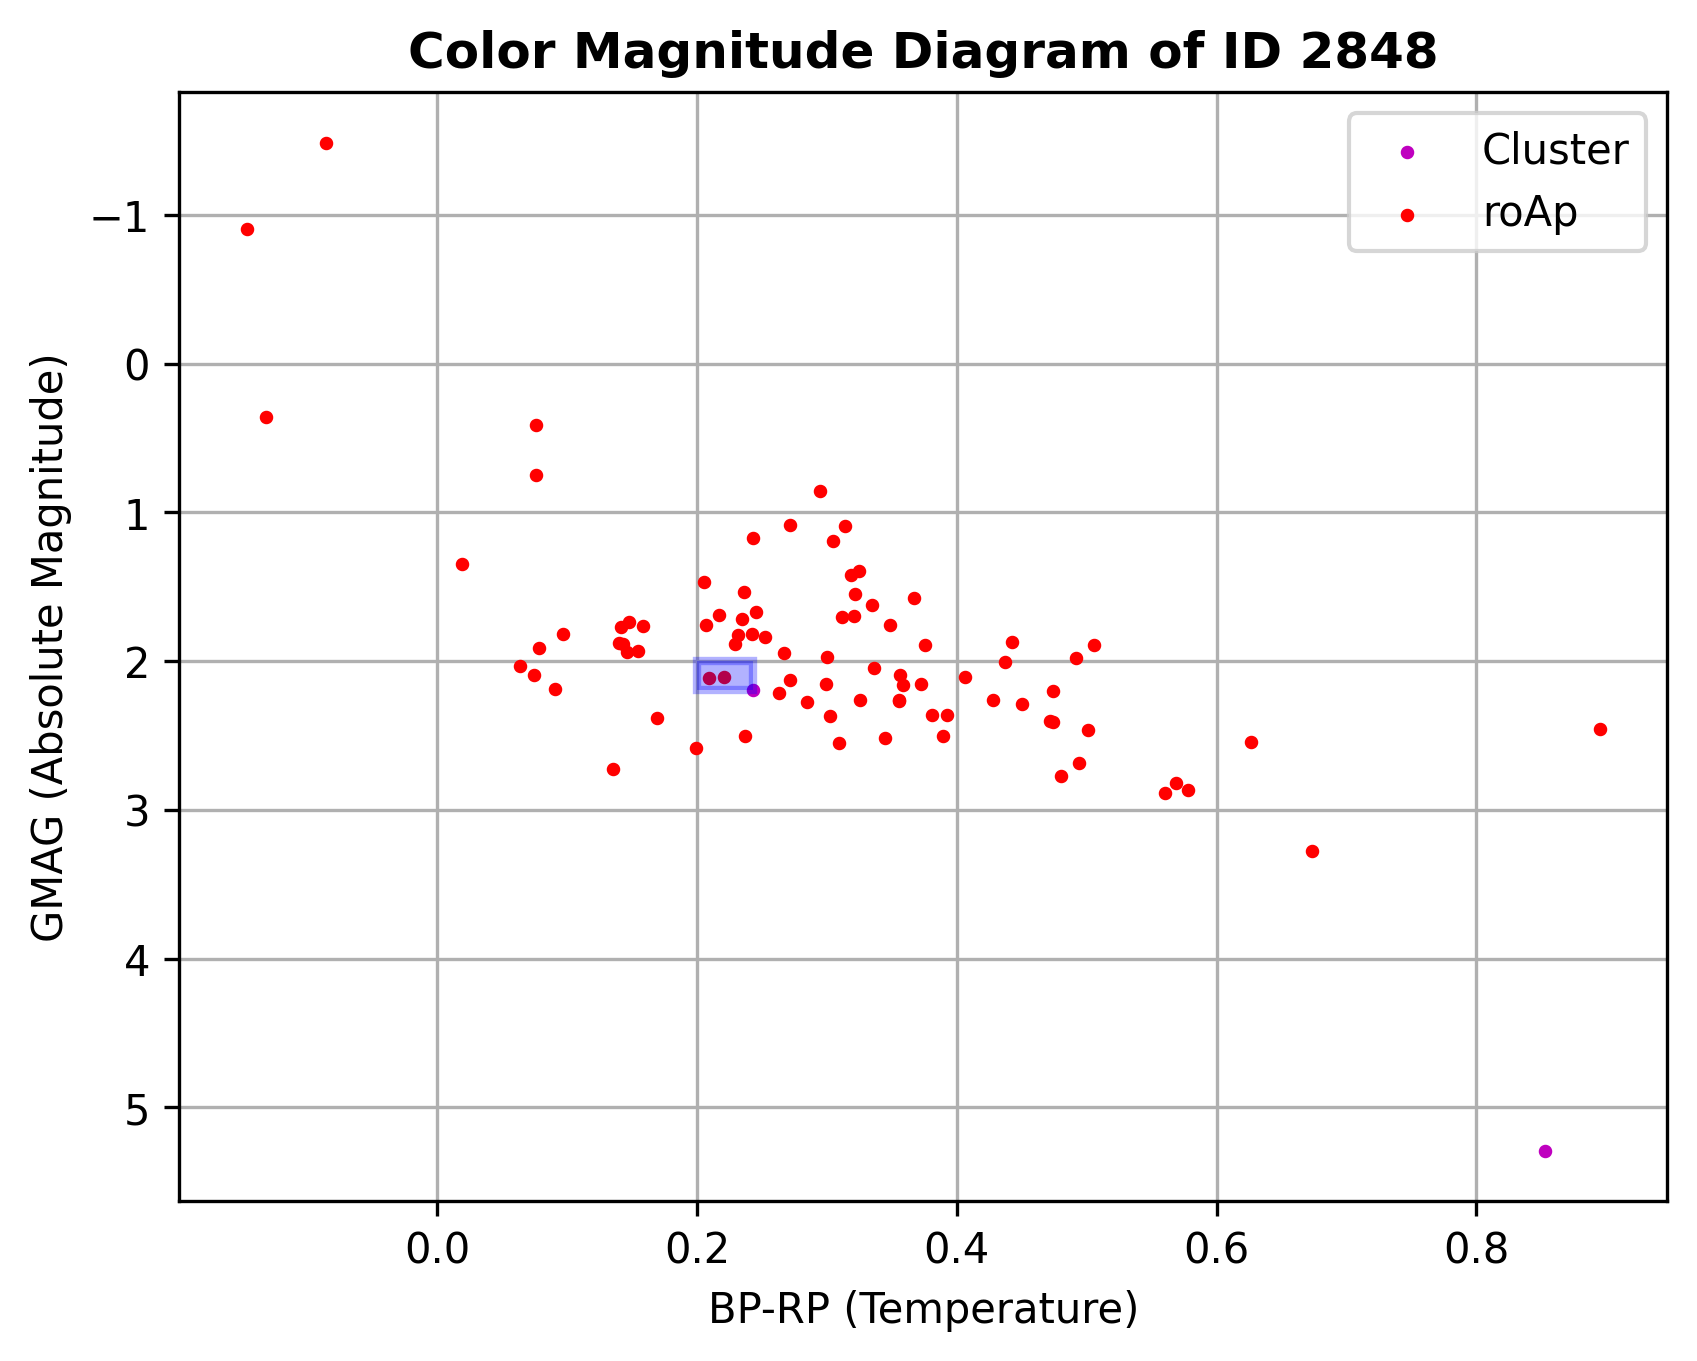 Color Magnitude Diagram of ID 2848
Cluster
roAp
−1
0
1
2
3
4
5
GMAG (Absolute Magnitude)
0.0 0.2 0.4 0.6 0.8
BP-RP (Temperature)